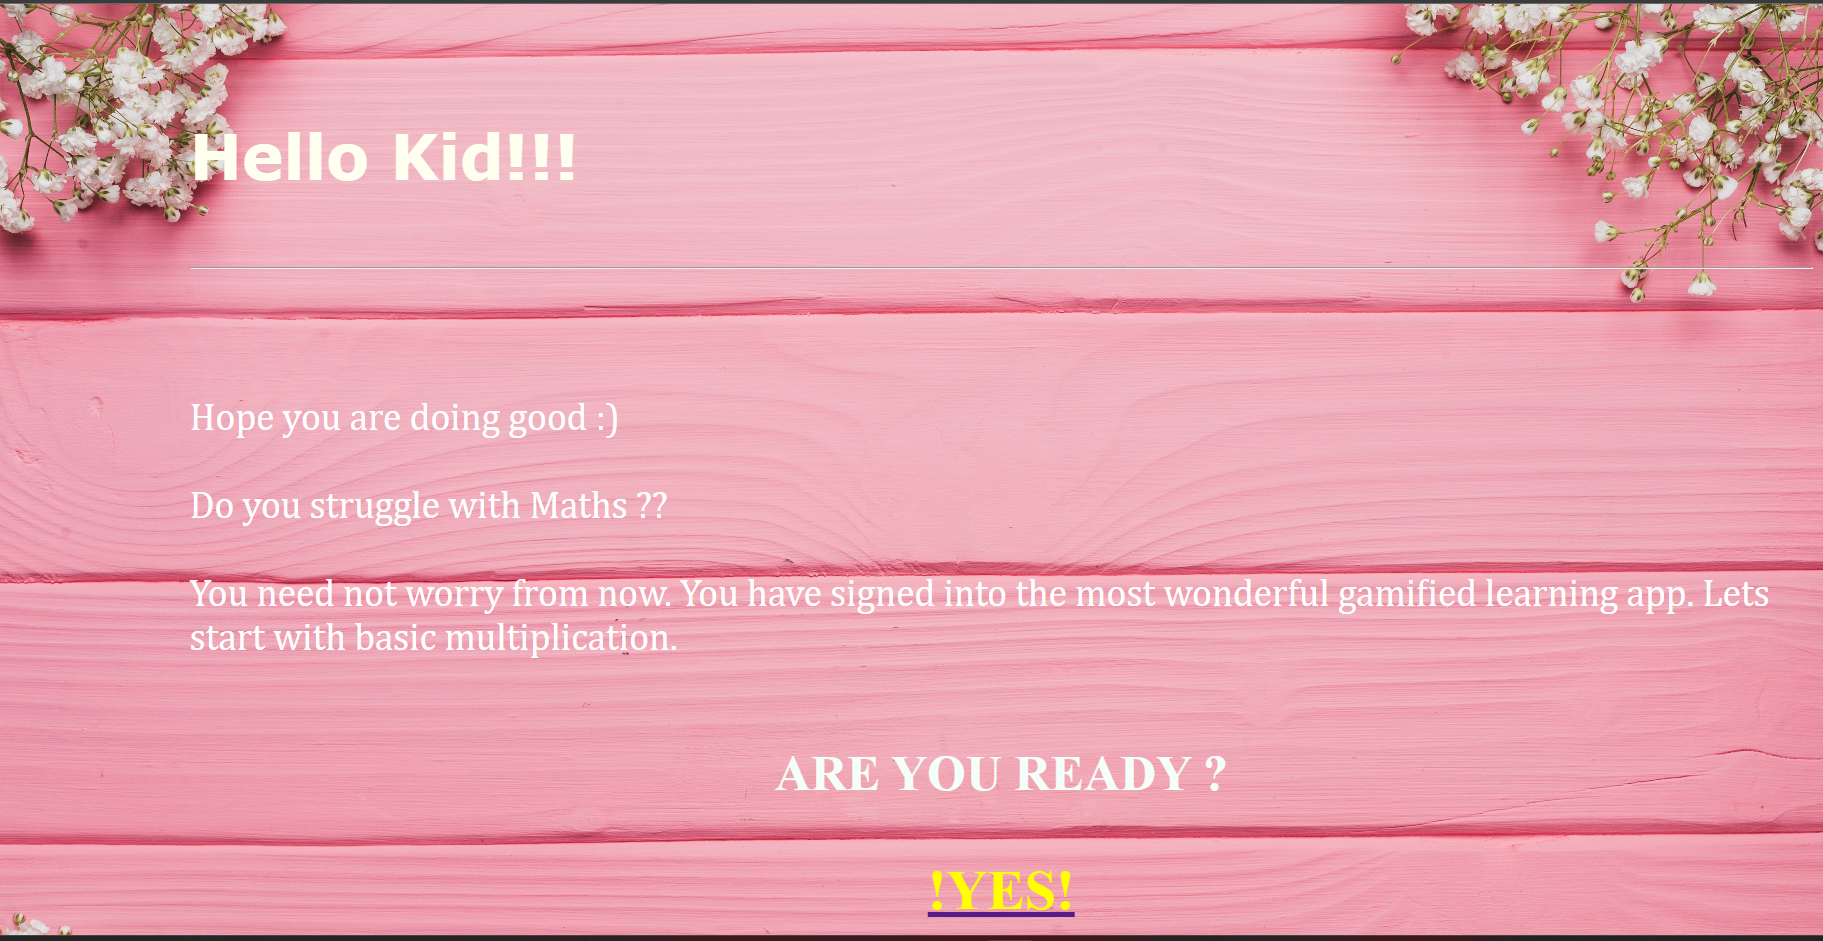 Hello Kid!!!
Hope you are doing good :)
Do you struggle with Maths ??
You need not worry from now. You have signed into the most wonderful gamified learning app. Lets
start with basic multiplication.
ARE YOU READY ?
!YES!